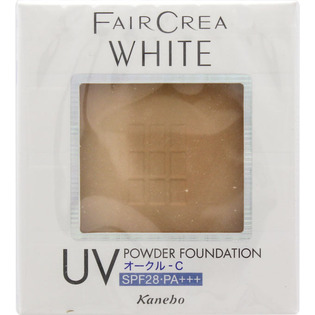 FAIRCREA
WHITE
UV POWDER FOUNDATION
オークル-C
SPF28·PA+++
Kanebo